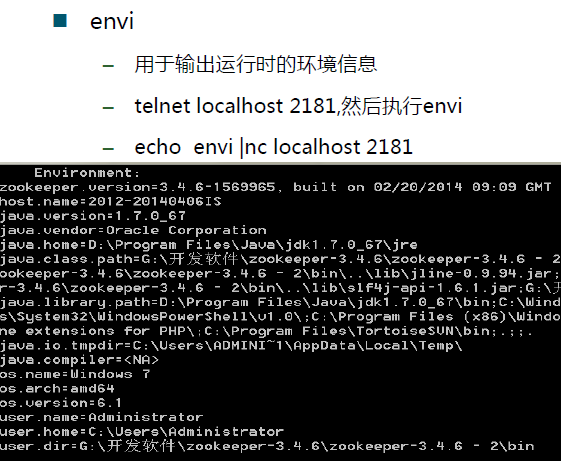 envi
– 用于输出运行时的环境信息
– telnet localhost 2181,然后执行envi
– echo envi |nc localhost 2181
Environment:
zookeeper.version=3.4.6-1569965, built on 02/20/2014 09:09 GMT
host.name=2012-20140406IS
java.version=1.7.0_67
java.vendor=Oracle Corporation
java.home=D:\Program Files\Java\jdk1.7.0_67\jre
java.class.path=G:\开发软件\zookeeper-3.4.6\zookeeper-3.4.6 - 2
ookeeper-3.4.6\zookeeper-3.4.6 - 2\bin\..\lib\jline-0.9.94.jar;
r-3.4.6\zookeeper-3.4.6 - 2\bin\..\lib\slf4j-api-1.6.1.jar;G:\
java.library.path=D:\Program Files\Java\jdk1.7.0_67\bin;C:\Wind
s\System32\WindowsPowerShell\v1.0\;C:\Program Files (x86)\Windo
ne extensions for PHP\;C:\Program Files\TortoiseSVN\bin;.;;.
java.io.tmpdir=C:\Users\ADMINI~1\AppData\Local\Temp\
java.compiler=<NA>
os.name=Windows 7
os.arch=amd64
os.version=6.1
user.name=Administrator
user.home=C:\Users\Administrator
user.dir=G:\开发软件\zookeeper-3.4.6\zookeeper-3.4.6 - 2\bin